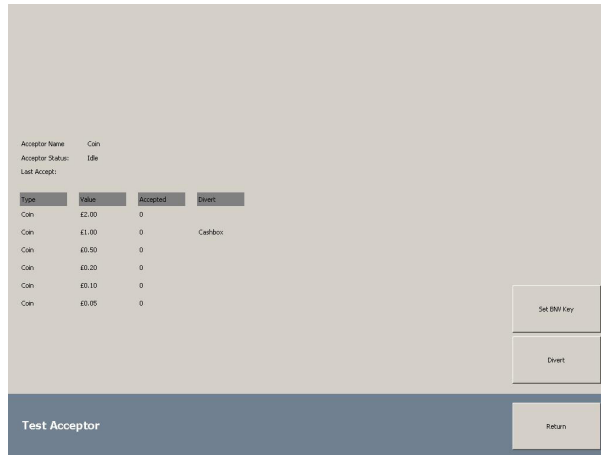 Acceptor Name Coin
Acceptor Status: Idle
Last Accept:
Type Value Accepted Divert
Coin £2.00 0
Coin £1.00 0 Cashbox
Coin £0.50 0
Coin £0.20 0
Coin £0.10 0
Coin £0.05 0
Set BNV Key
Divert
Test Acceptor
Return